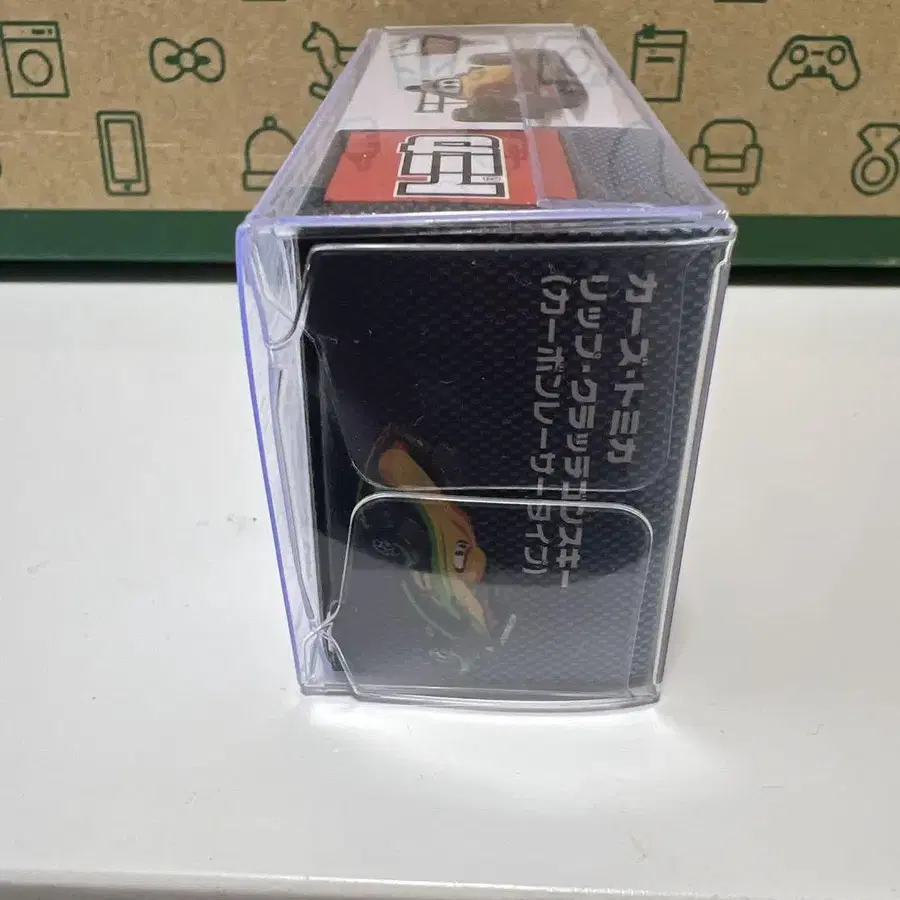 カーズ・トミカ
リップ・クラッチゴンスキー
(カーボンレーサータイプ)